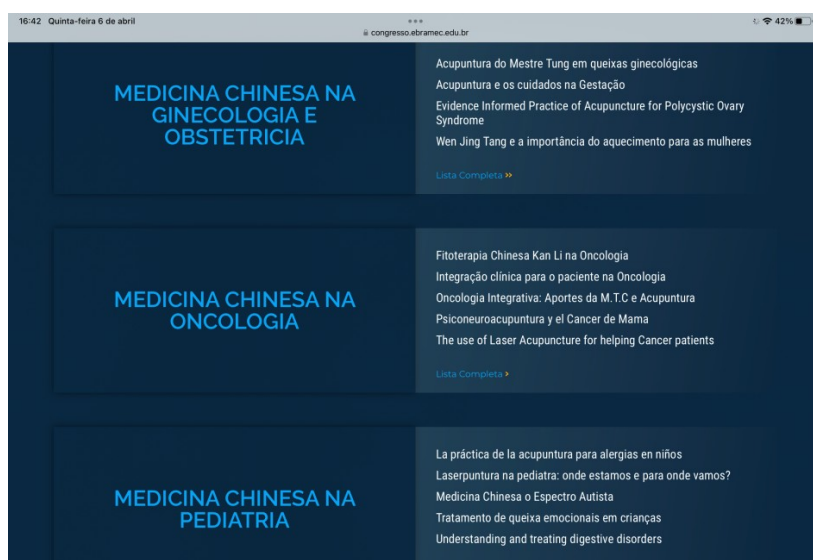 16:42 Quinta-feira 6 de abril
congresso.ebramec.edu.br
42%
MEDICINA CHINESA NA
GINECOLOGIA E
OBSTETRICIA
Acupuntura do Mestre Tung em queixas ginecológicas
Acupuntura e os cuidados na Gestação
Evidence Informed Practice of Acupuncture for Polycystic Ovary
Syndrome
Wen Jing Tang e a importância do aquecimento para as mulheres
Lista Completa »
MEDICINA CHINESA NA
ONCOLOGIA
Fitoterapia Chinesa Kan Li na Oncologia
Integração clínica para o paciente na Oncologia
Oncologia Integrativa: Aportes da M.T.C e Acupuntura
Psiconeuroacupuntura y el Cancer de Mama
The use of Laser Acupuncture for helping Cancer patients
Lista Completa ›
MEDICINA CHINESA NA
PEDIATRIA
La práctica de la acupuntura para alergias en niños
Laserpuntura na pediatra: onde estamos e para onde vamos?
Medicina Chinesa o Espectro Autista
Tratamento de queixa emocionais em crianças
Understanding and treating digestive disorders